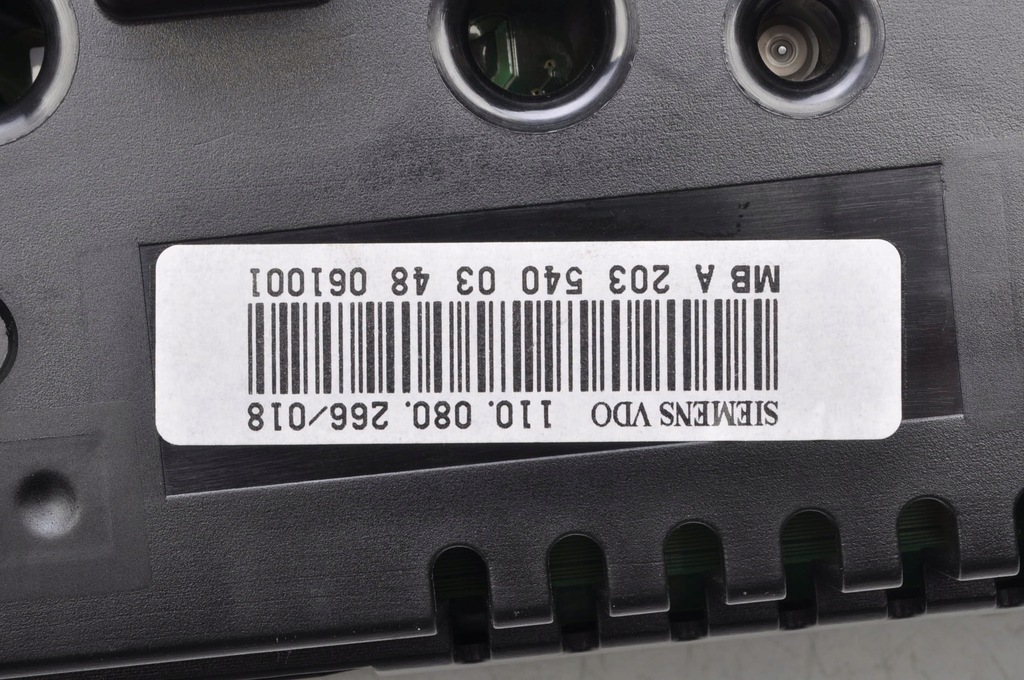 SIEMENS VDO 110. 080. 266/018
MB A 203 540 03 48 061001